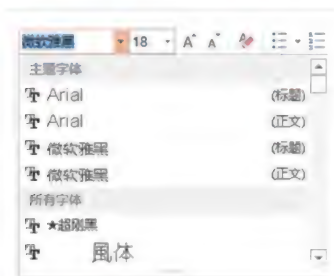 微软雅黑 18 A A
主题字体
Arial (标题)
Arial (正文)
微软雅黑 (标题)
微软雅黑 (正文)
所有字体
★超刚黑
風体